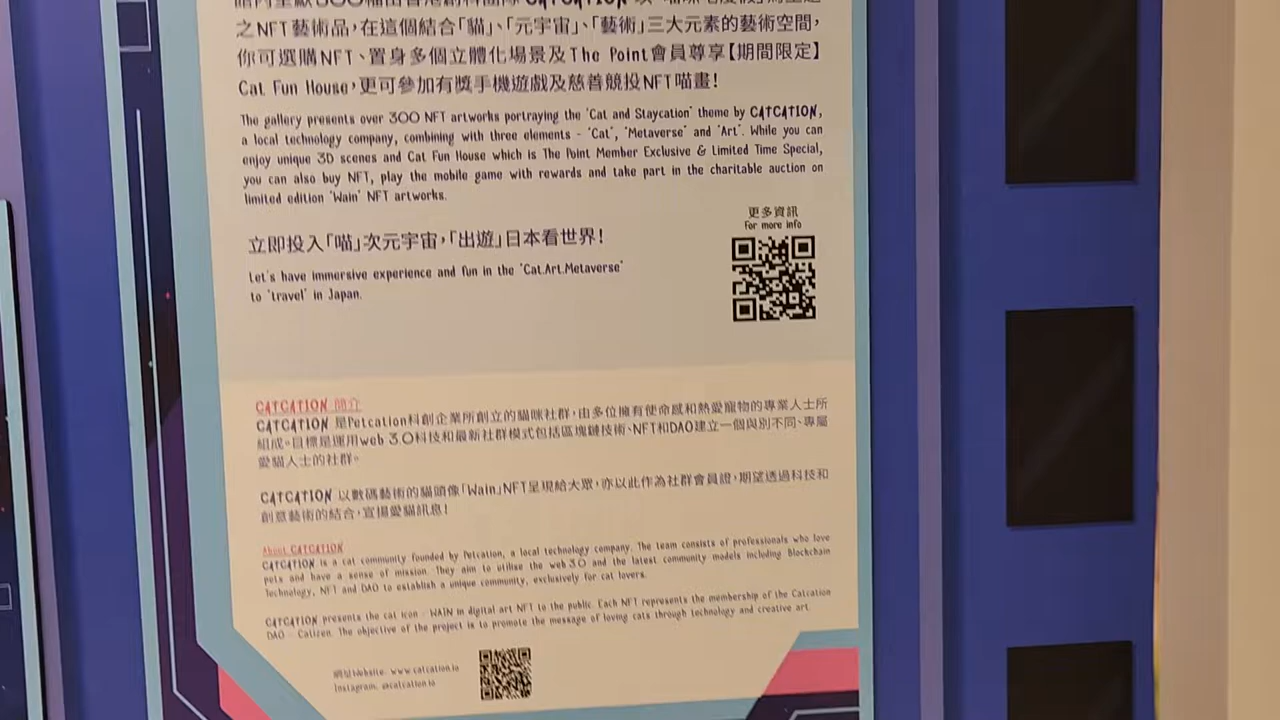 之NFT藝術品,在這個結合「貓」、「元宇宙」、「藝術」三大元素的藝術空間,
你可選購NFT、置身多個立體化場景及The Point會員尊享【期間限定】
Cat Fun House,更可參加有獎手機遊戲及慈善競投NFT喵畫!
The gallery presents over 300 NFT artworks portraying the 'Cat and Staycation' theme by CATCATION,
a local technology company, combining with three elements - 'Cat', 'Metaverse' and 'Art'. While you can
enjoy unique 3D scenes and Cat Fun House which is The Point Member Exclusive & Limited Time Special,
you can also buy NFT, play the mobile game with rewards and take part in the charitable auction on
limited edition 'Wain' NFT artworks.
更多資訊
For more info
立即投入「喵」次元宇宙,「出遊」日本看世界!
Let's have immersive experience and fun in the 'Cat.Art.Metaverse'
to 'travel' in Japan.
CATCATION 簡介
CATCATION 是Petcation科創企業所創立的貓咪社群,由多位擁有使命感和熱愛寵物的專業人士所
組成。目標是運用web 3.0科技和最新社群模式包括區塊鏈技術、NFT和DAO建立一個與別不同、專屬
愛貓人士的社群。
CATCATION 以數碼藝術的貓頭像「Wain」NFT呈現給大眾,亦以此作為社群會員證,期望透過科技和
創意藝術的結合,宣揚愛貓訊息!
About CATCATION
CATCATION is a cat community founded by Petcation, a local technology company. The team consists of professionals who love
pets and have a sense of mission. They aim to utilise the web 3.0 and the latest community models including Blockchain
Technology, NFT and DAO to establish a unique community, exclusively for cat lovers.
CATCATION presents the cat icon - WAIN in digital art NFT to the public. Each NFT represents the membership of the Catcation
DAO - Catizen. The objective of the project is to promote the message of loving cats through technology and creative art.
網址Website: www.catcation.io
Instagram: @catcation.io